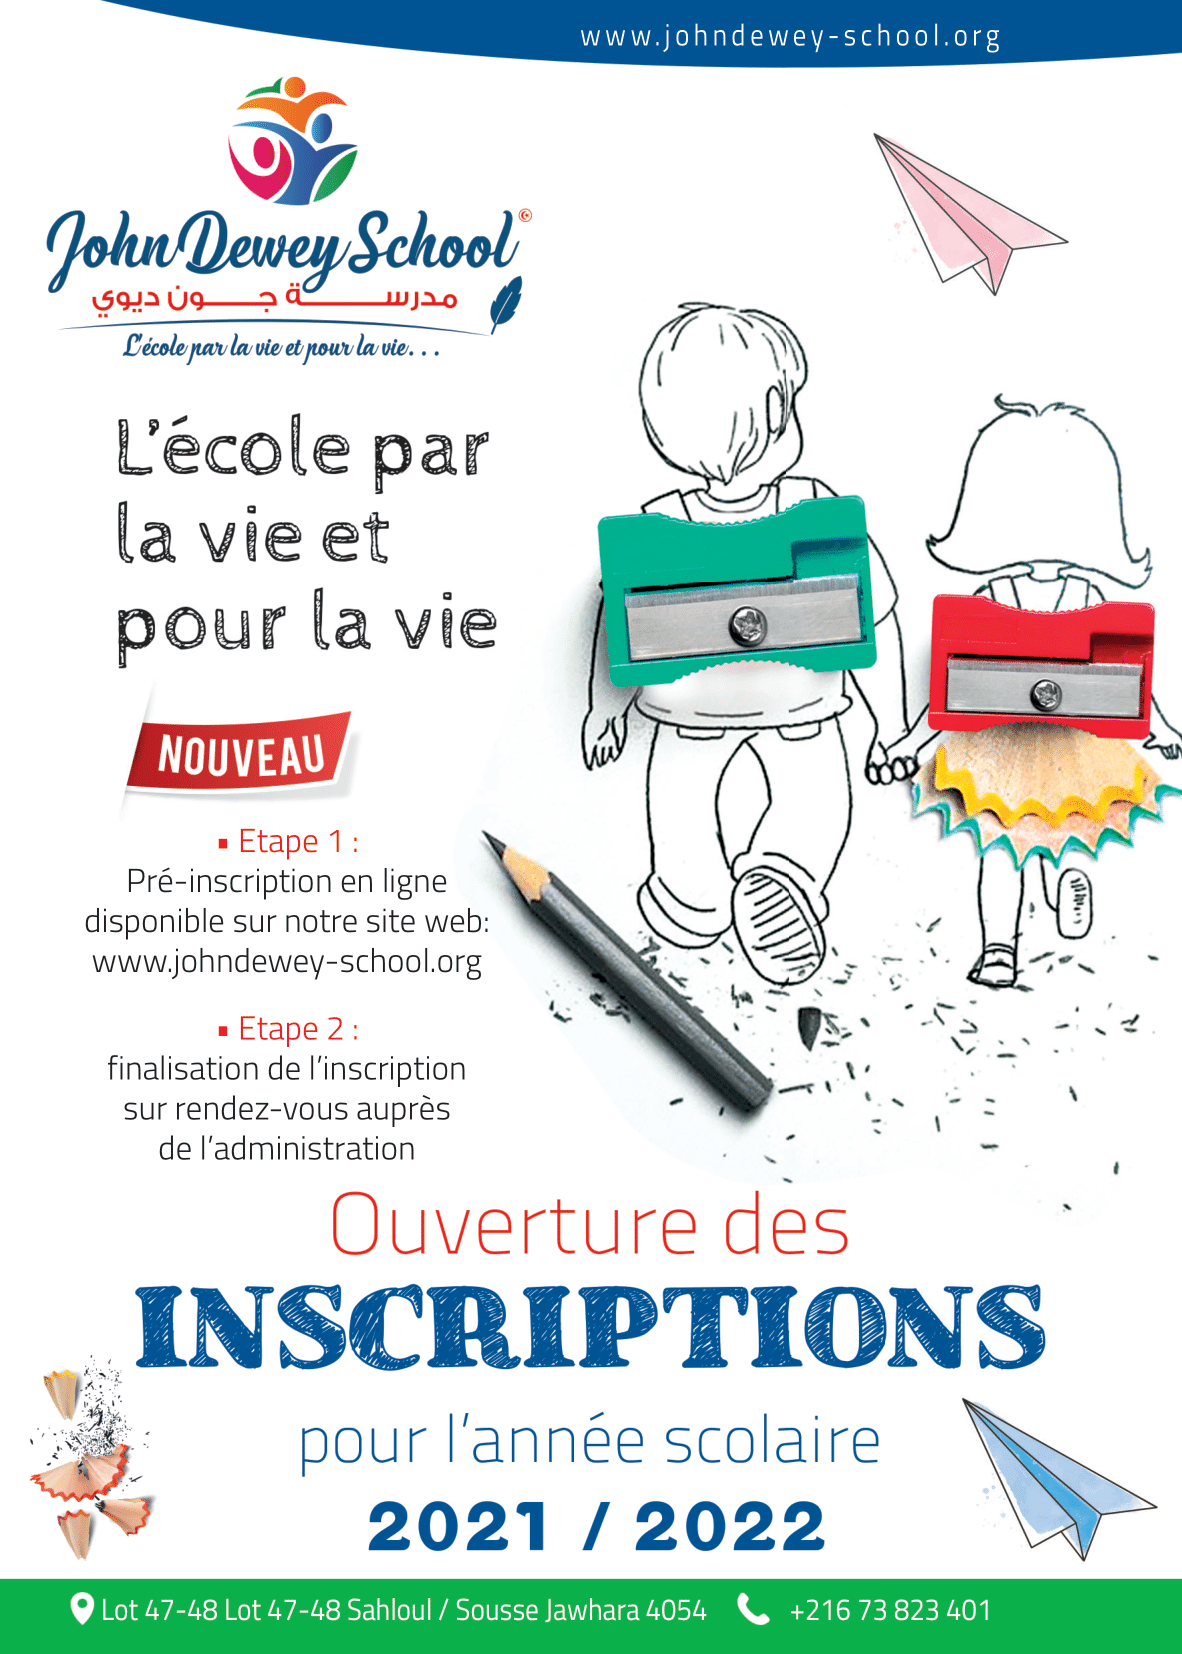 www.johndewey-school.org
John Dewey School
مدرسة جون ديوي
L'école par la vie et pour la vie...
L'école par
la vie et
pour la vie
NOUVEAU
▪ Etape 1 :
Pré-inscription en ligne
disponible sur notre site web:
www.johndewey-school.org
▪ Etape 2 :
finalisation de l'inscription
sur rendez-vous auprès
de l'administration
Ouverture des
INSCRIPTIONS
pour l'année scolaire
2021 / 2022
Lot 47-48 Lot 47-48 Sahloul / Sousse Jawhara 4054 +216 73 823 401